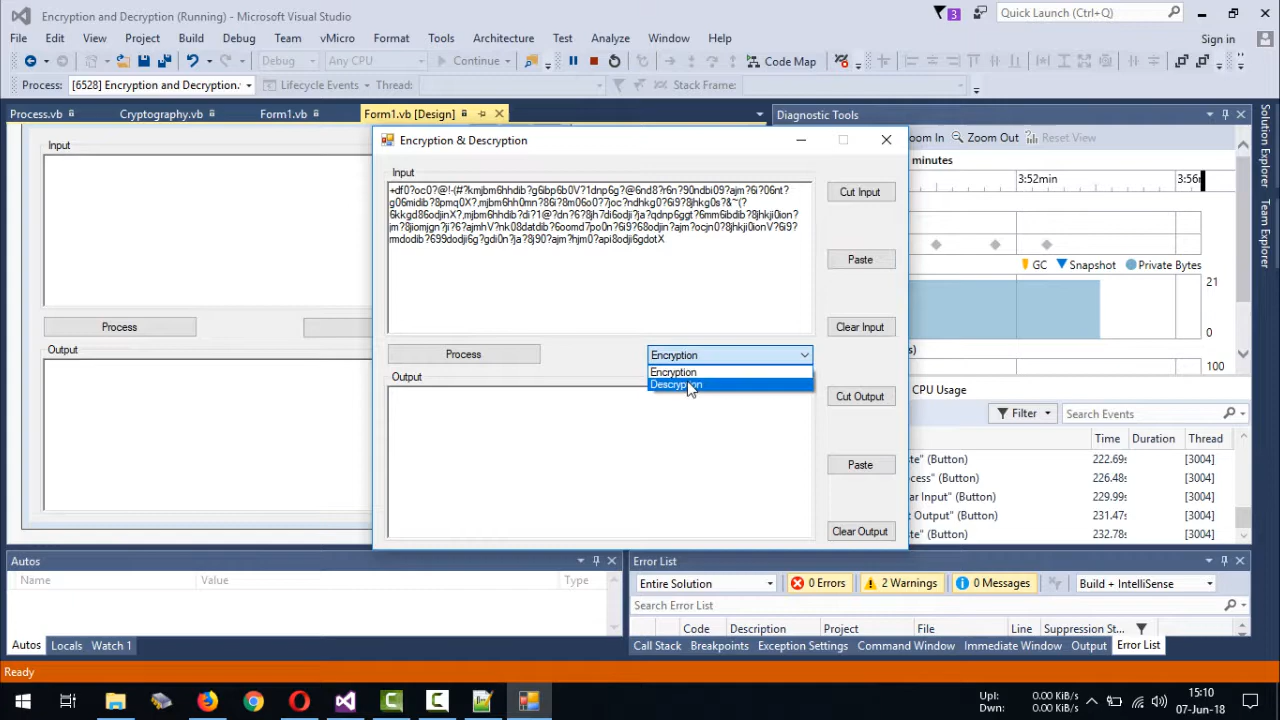 Encryption and Decryption (Running) - Microsoft Visual Studio
3
Quick Launch (Ctrl+Q)
File Edit View Project Build Debug Team vMicro Format Tools Architecture Test Analyze Window Help
Sign in
Debug Any CPU Continue Code Map
Process: [6528] Encryption and Decryption. Lifecycle Events Thread: Stack Frame:
Process.vb Cryptography.vb Form1.vb Form1.vb [Design]
Diagnostic Tools
Solution Explorer
Team Explorer
Input
Process
Output
Encryption & Descryption
Input
Cut Input
Paste
Clear Input
Process
Encryption
Encryption
Descryption
Output
Cut Output
Paste
Clear Output
oom In Zoom Out Reset View
minutes
3:52min 3:56
GC Snapshot Private Bytes
21
0
s)
100
CPU Usage
Filter Search Events
Time Duration Thread
ste" (Button) 222.69s [3004]
cess" (Button) 226.48s [3004]
ar Input" (Button) 229.99s [3004]
t Output" (Button) 231.47s [3004]
te" (Button) 232.78s [3004]
Autos
Name Value Type
Autos Locals Watch 1
Error List
Entire Solution 0 Errors 2 Warnings 0 Messages Build + IntelliSense
Search Error List
Code Description Project File Line Suppression St...
Call Stack Breakpoints Exception Settings Command Window Immediate Window Output Error List
Ready
Upl: 0.00 KiB/s
Dwn: 0.00 KiB/s
15:10
07-Jun-18